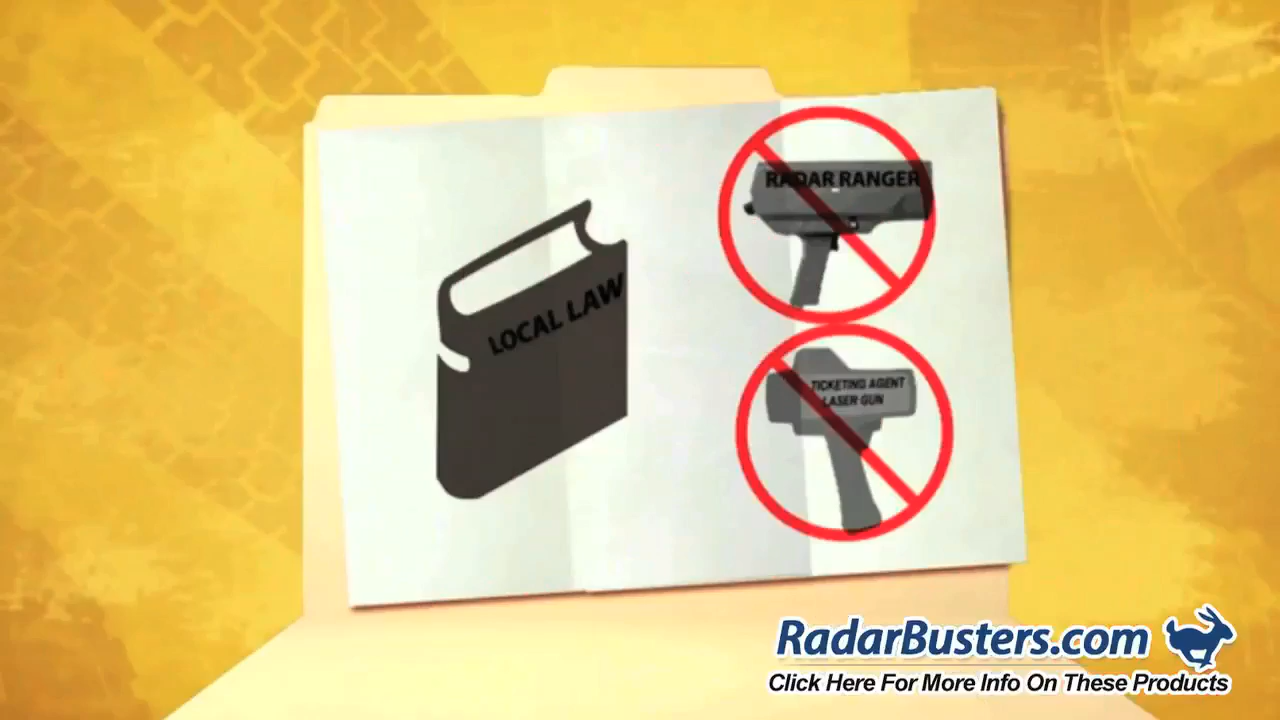 LOCAL LAW
RADAR RANGER
TICKETING AGENT
LASER GUN
RadarBusters.com
Click Here For More Info On These Products